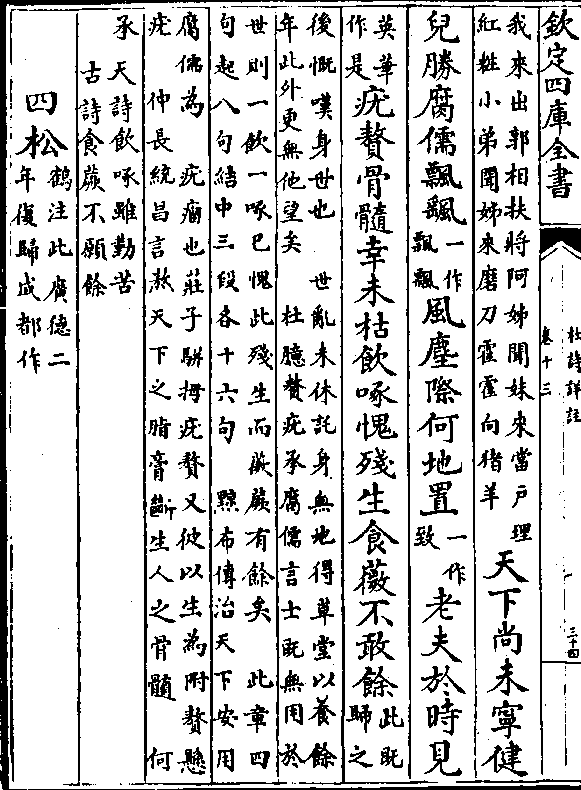 欽定四庫全書
杜詩詳註
卷十三
三十四
我來出郭相扶將阿姊聞妹來當户理
紅粧小弟聞姊來磨刀霍霍向猪羊
天下尚未寧健
兒勝腐儒飄飖一作飄飄風塵際何地置一作致老夫於時見
英華作是疣贅骨髓幸未枯飲啄愧殘生食薇不敢餘此既歸之
後慨嘆身世也 世亂未休託身無地得草堂以養餘
年此外更無他望矣 杜臆贅疣承腐儒言士既無用於
世則一飲一啄已愧此殘生而薇蕨有餘矣 此章四
句起八句結中三段各十六句 黥布傳治天下安用
腐儒為 疣瘤也莊子駢拇疣贅又彼以生為附贅懸
疣 仲長統昌言熬天下之脂膏斵生人之骨髓 何
承天詩飲啄雖勤苦
古詩食蕨不願餘
四松鶴注此廣德二年復歸成都作